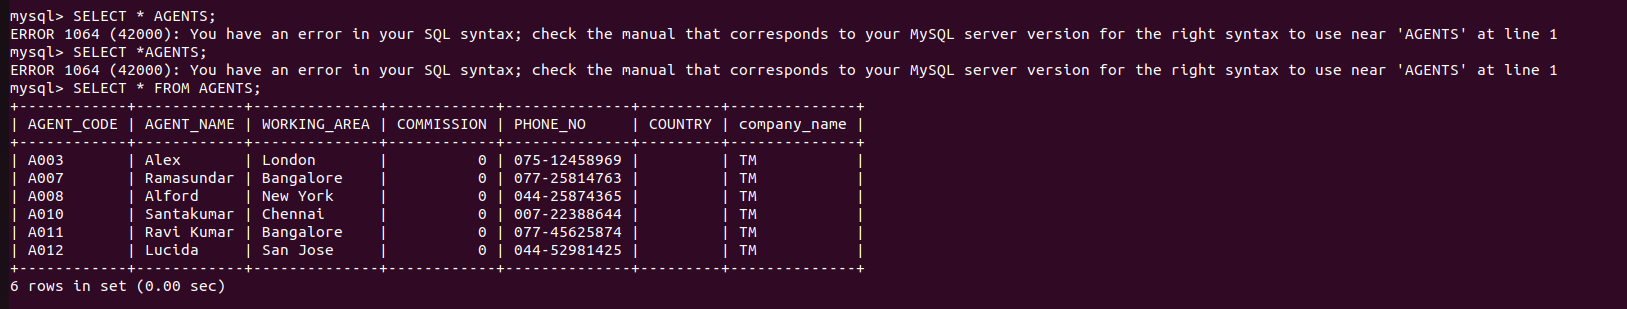 mysql> SELECT * AGENTS;
ERROR 1064 (42000): You have an error in your SQL syntax; check the manual that corresponds to your MySQL server version for the right syntax to use near 'AGENTS' at line 1
mysql> SELECT *AGENTS;
ERROR 1064 (42000): You have an error in your SQL syntax; check the manual that corresponds to your MySQL server version for the right syntax to use near 'AGENTS' at line 1
mysql> SELECT * FROM AGENTS;
+------------+------------+--------------+------------+--------------+---------+--------------+
| AGENT_CODE | AGENT_NAME | WORKING_AREA | COMMISSION | PHONE_NO     | COUNTRY | company_name |
+------------+------------+--------------+------------+--------------+---------+--------------+
| A003       | Alex       | London       |          0 | 075-12458969 |         | TM           |
| A007       | Ramasundar | Bangalore    |          0 | 077-25814763 |         | TM           |
| A008       | Alford     | New York     |          0 | 044-25874365 |         | TM           |
| A010       | Santakumar | Chennai      |          0 | 007-22388644 |         | TM           |
| A011       | Ravi Kumar | Bangalore    |          0 | 077-45625874 |         | TM           |
| A012       | Lucida     | San Jose     |          0 | 044-52981425 |         | TM           |
+------------+------------+--------------+------------+--------------+---------+--------------+
6 rows in set (0.00 sec)